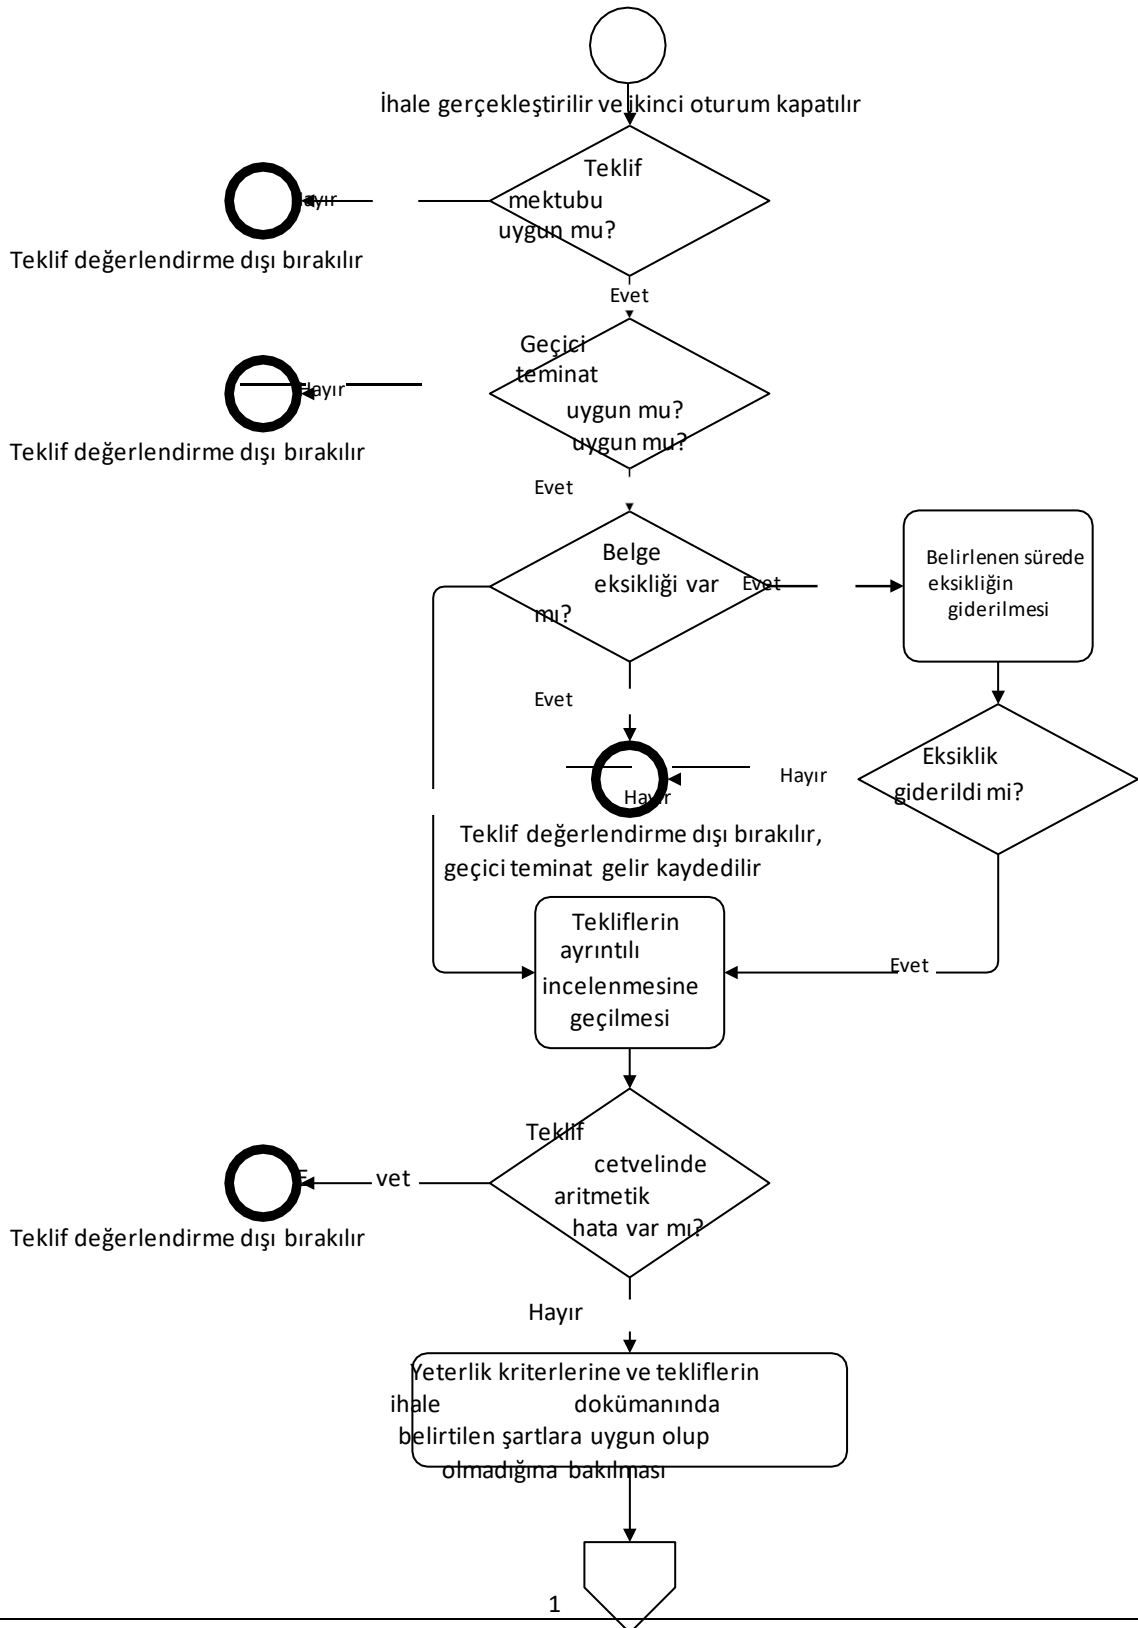 İhale gerçekleştirilir ve ikinci oturum kapatılır
Teklif
mektubu
uygun mu?
Hayır
Teklif değerlendirme dışı bırakılır
Evet
Geçici
teminat
uygun mu?
uygun mu?
Hayır
Teklif değerlendirme dışı bırakılır
Evet
Belge
eksikliği var
mı?
Evet
Belirlenen sürede
eksikliğin
giderilmesi
Evet
Eksiklik
giderildi mi?
Hayır
Hayır
Teklif değerlendirme dışı bırakılır,
geçici teminat gelir kaydedilir
Tekliflerin
ayrıntılı
incelenmesine
geçilmesi
Evet
Teklif
cetvelinde
aritmetik
hata var mı?
E vet
Teklif değerlendirme dışı bırakılır
Hayır
Yeterlik kriterlerine ve tekliflerin
ihale dokümanında
belirtilen şartlara uygun olup
olmadığına bakılması
1